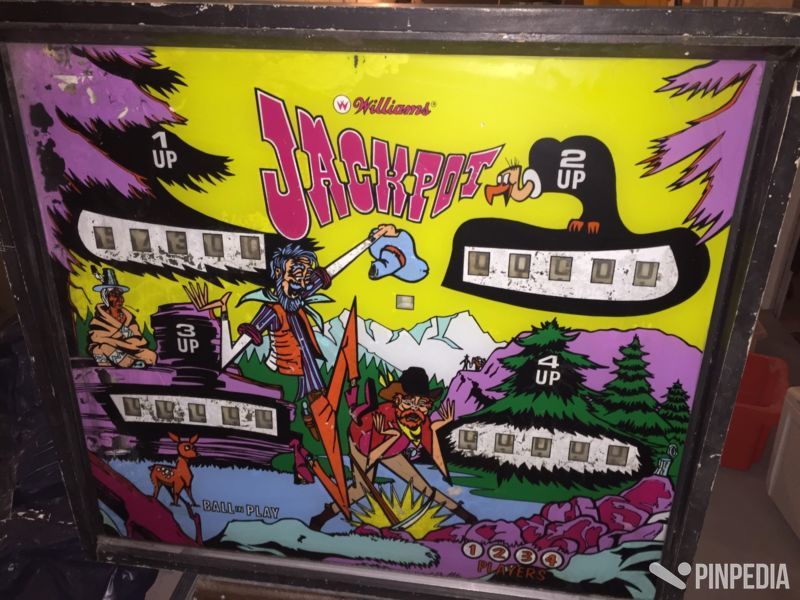 Williams®
JACKPOT
1
UP
2
UP
3
UP
4
UP
BALL IN PLAY
1 2 3 4
PLAYERS
PINPEDIA